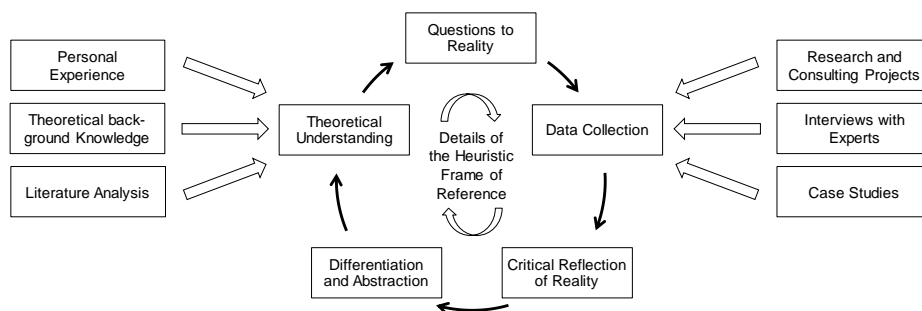 Questions to
Reality
Personal
Experience
Theoretical back-
ground Knowledge
Literature Analysis
Theoretical
Understanding
Details of
the Heuristic
Frame of
Reference
Data Collection
Research and
Consulting Projects
Interviews with
Experts
Case Studies
Differentiation
and Abstraction
Critical Reflection
of Reality